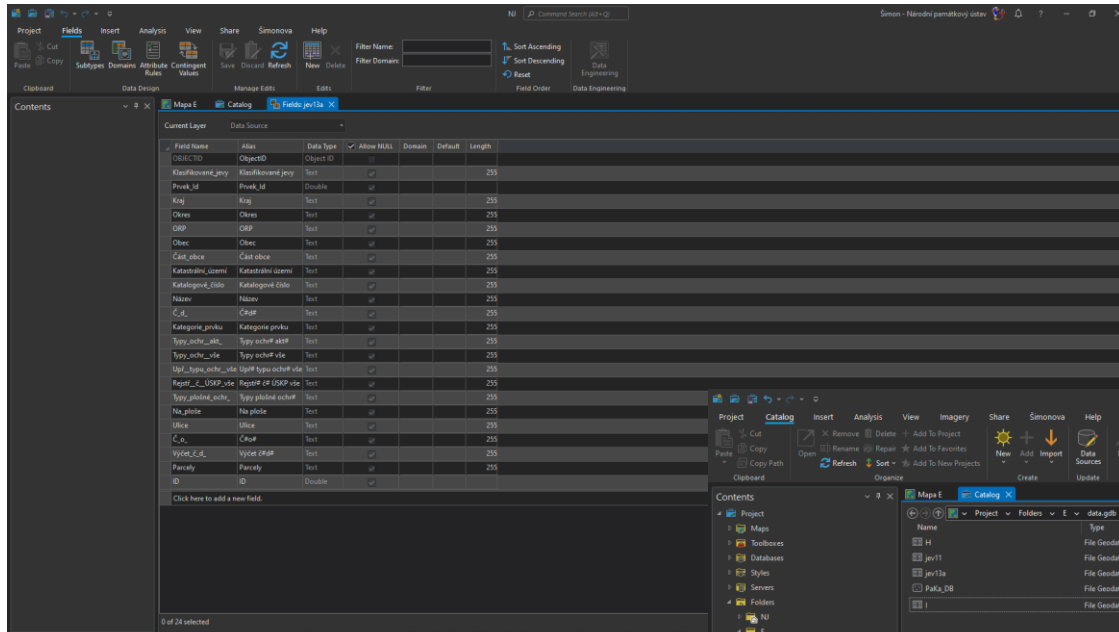 NJ Command Search (Alt+Q) Šimon - Národní památkový ústav ?
Project Fields Insert Analysis View Share Šimonova Help
Paste Cut Copy Subtypes Domains Attribute Rules Contingent Values Save Discard Refresh New Delete Filter Name: Filter Domain: Sort Ascending Sort Descending Reset Data Engineering
Clipboard Data Design Manage Edits Edits Filter Field Order Data Engineering
Contents Mapa E Catalog Fields: jev13a
Current Layer Data Source
Field Name Alias Data Type Allow NULL Domain Default Length
OBJECTID ObjectID Object ID
Klasifikované_jevy Klasifikované jevy Text 255
Prvek_Id Prvek_Id Double
Kraj Kraj Text 255
Okres Okres Text 255
ORP ORP Text 255
Obec Obec Text 255
Část_obce Část obce Text 255
Katastrální_území Katastrální území Text 255
Katalogové_číslo Katalogové číslo Text 255
Název Název Text 255
Č_d_ Č#d# Text 255
Kategorie_prvku Kategorie prvku Text 255
Typy_ochr__akt_ Typy ochr# akt# Text 255
Typy_ochr__vše Typy ochr# vše Text 255
Upř__typu_ochr__vše Upř# typu ochr# vše Text 255
Rejstř__č__ÚSKP_vše Rejstř# č# ÚSKP vše Text 255
Typy_plošné_ochr_ Typy plošné ochr# Text 255
Na_ploše Na ploše Text 255
Ulice Ulice Text 255
Č_o_ Č#o# Text 255
Výčet_č_d_ Výčet č#d# Text 255
Parcely Parcely Text 255
ID ID Double
Click here to add a new field.
0 of 24 selected
Project Catalog Insert Analysis View Imagery Share Šimonova Help
Paste Cut Copy Copy Path Open Remove Delete Add To Project Rename Repair Add To Favorites Refresh Sort Add To New Projects New Add Import Data Sources
Clipboard Organize Create Update
Contents Mapa E Catalog
Project Project Folders E data.gdb
Maps Name Type
Toolboxes H File Geodat
Databases jev11 File Geodat
Styles jev13a File Geodat
Servers PaKa_DB File Geodat
Folders I File Geodat
NJ